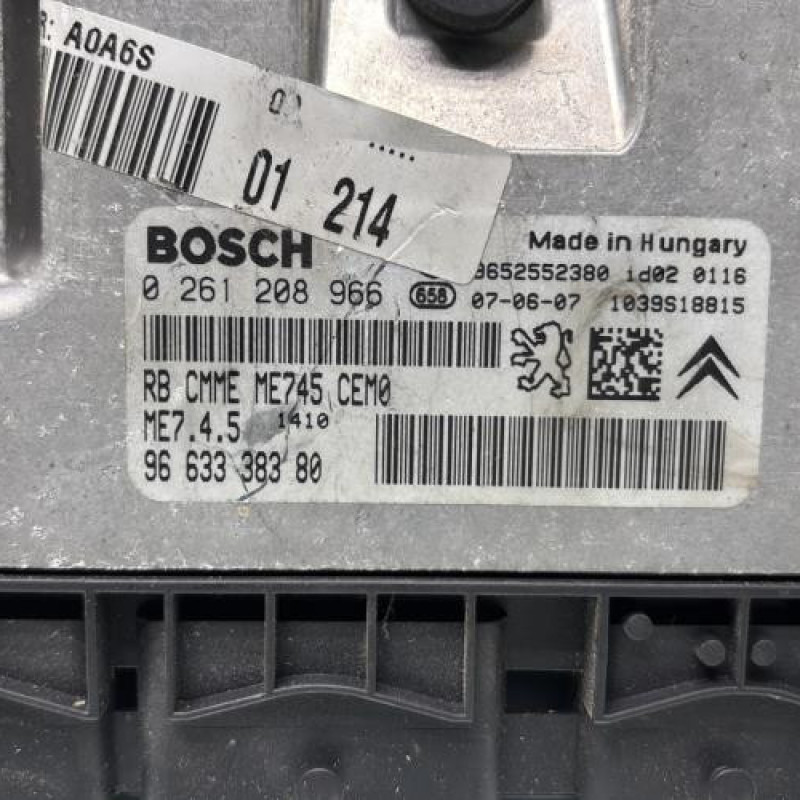 : A0A6S
01 214
BOSCH
Made in Hungary
9652552380 id02 0116
0 261 208 966
658
07-06-07
1039S18815
RB CMME ME745 CEM0
ME7.4.5
1410
96 633 383 80